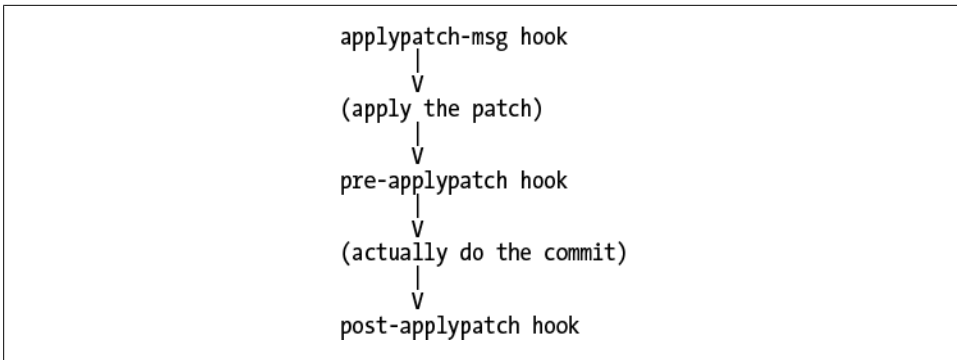 applypatch-msg hook
|
V
(apply the patch)
|
V
pre-applypatch hook
|
V
(actually do the commit)
|
V
post-applypatch hook